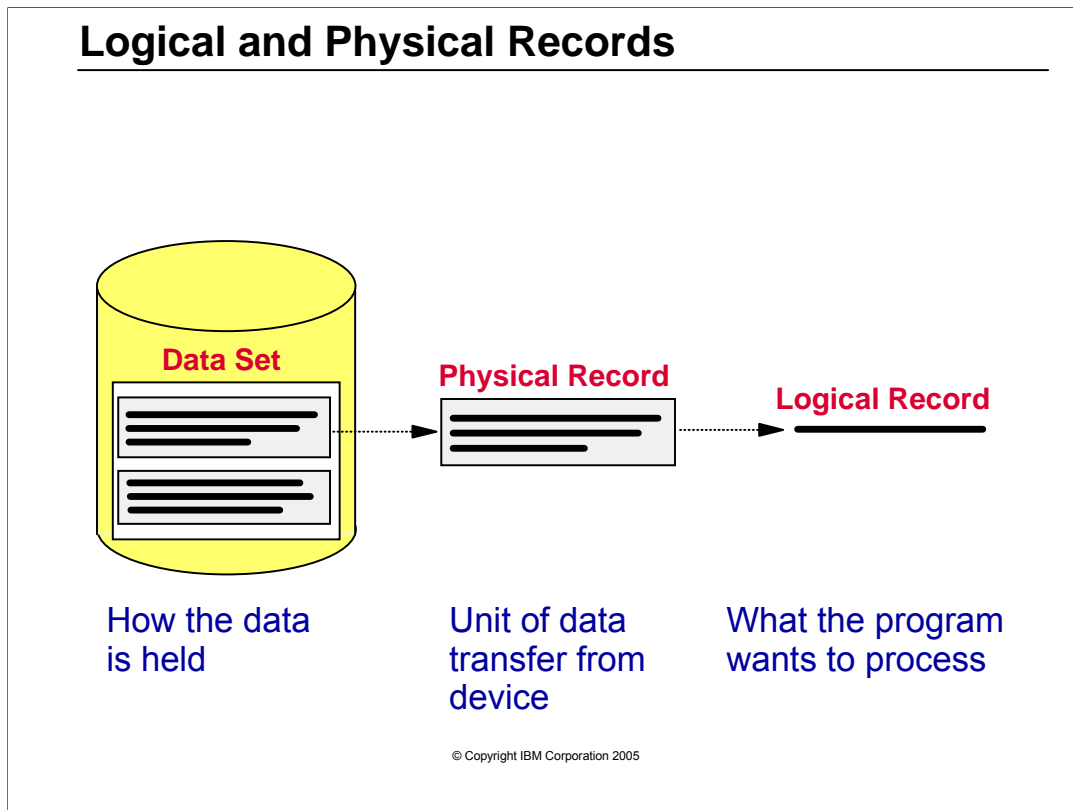 Logical and Physical Records
Data Set
Physical Record
Logical Record
How the data
is held
Unit of data
transfer from
device
What the program
wants to process
© Copyright IBM Corporation 2005